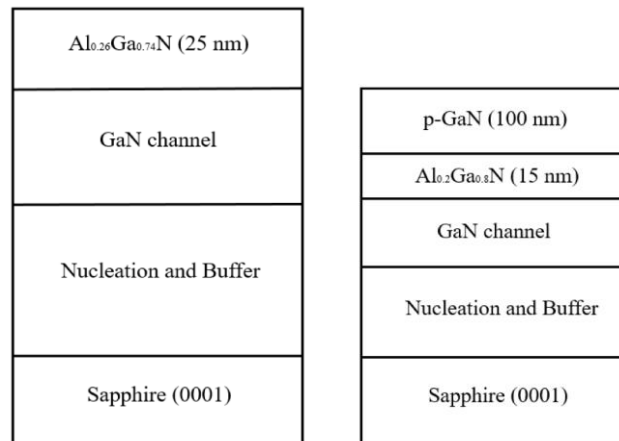 Al₀.₂₆Ga₀.₇₄N (25 nm)
GaN channel
Nucleation and Buffer
Sapphire (0001)
p-GaN (100 nm)
Al₀.₂Ga₀.₈N (15 nm)
GaN channel
Nucleation and Buffer
Sapphire (0001)